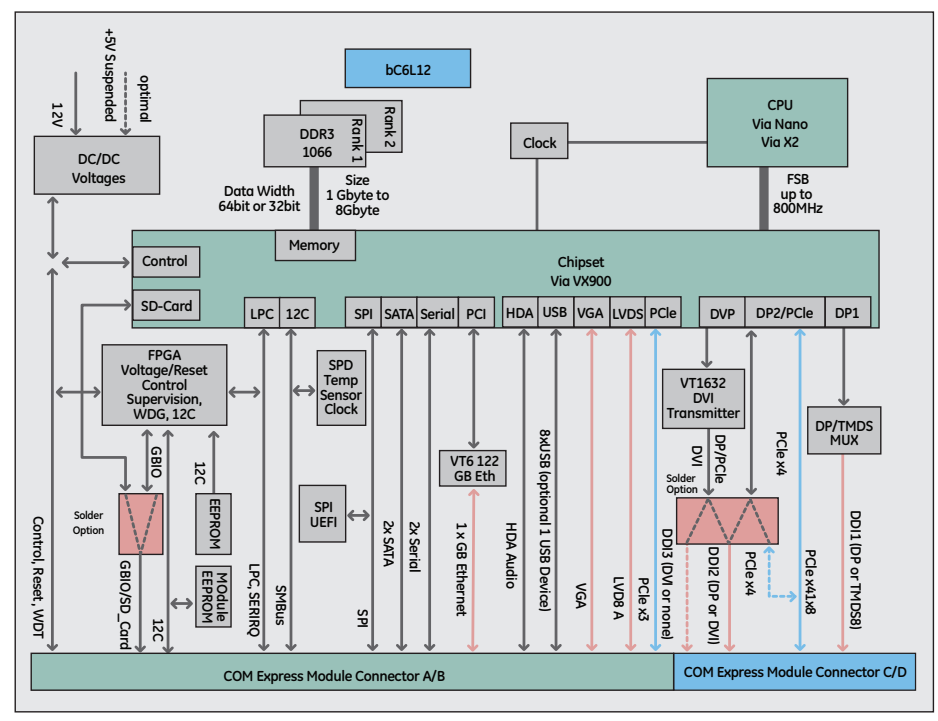 bC6L12
+5V Suspended
optimal
12V
DC/DC
Voltages
DDR3
1066
Rank 1
Rank 2
Data Width
64bit or 32bit
Size
1 Gbyte to
8Gbyte
Clock
CPU
Via Nano
Via X2
FSB
up to
800MHz
Memory
Control
SD-Card
Chipset
Via VX900
LPC
12C
SPI
SATA
Serial
PCI
HDA
USB
VGA
LVDS
PCle
DVP
DP2/PCle
DP1
FPGA
Voltage/Reset
Control
Supervision,
WDG, 12C
SPD
Temp
Sensor
Clock
VT1632
DVI
Transmitter
DP/TMDS
MUX
VT6 122
GB Eth
SPI
UEFI
GBIO
12C
EEPROM
MOdule
EEPROM
Solder
Option
Solder
Option
DVI
DP/PCle
PCle x4
Control, Reset, WDT
GBIO/SD_Card
12C
LPC, SERIRQ
SMBus
SPI
2x SATA
2x Serial
1x GB Ethernet
HDA Audio
8xUSB (optional 1 USB Device)
VGA
LVD8 A
PCle x3
DDI3 (DVI or none)
DDI2 (DP or DVI)
PCle x4
PCle x41x8
DDI1 (DP or TMDS8)
COM Express Module Connector A/B
COM Express Module Connector C/D